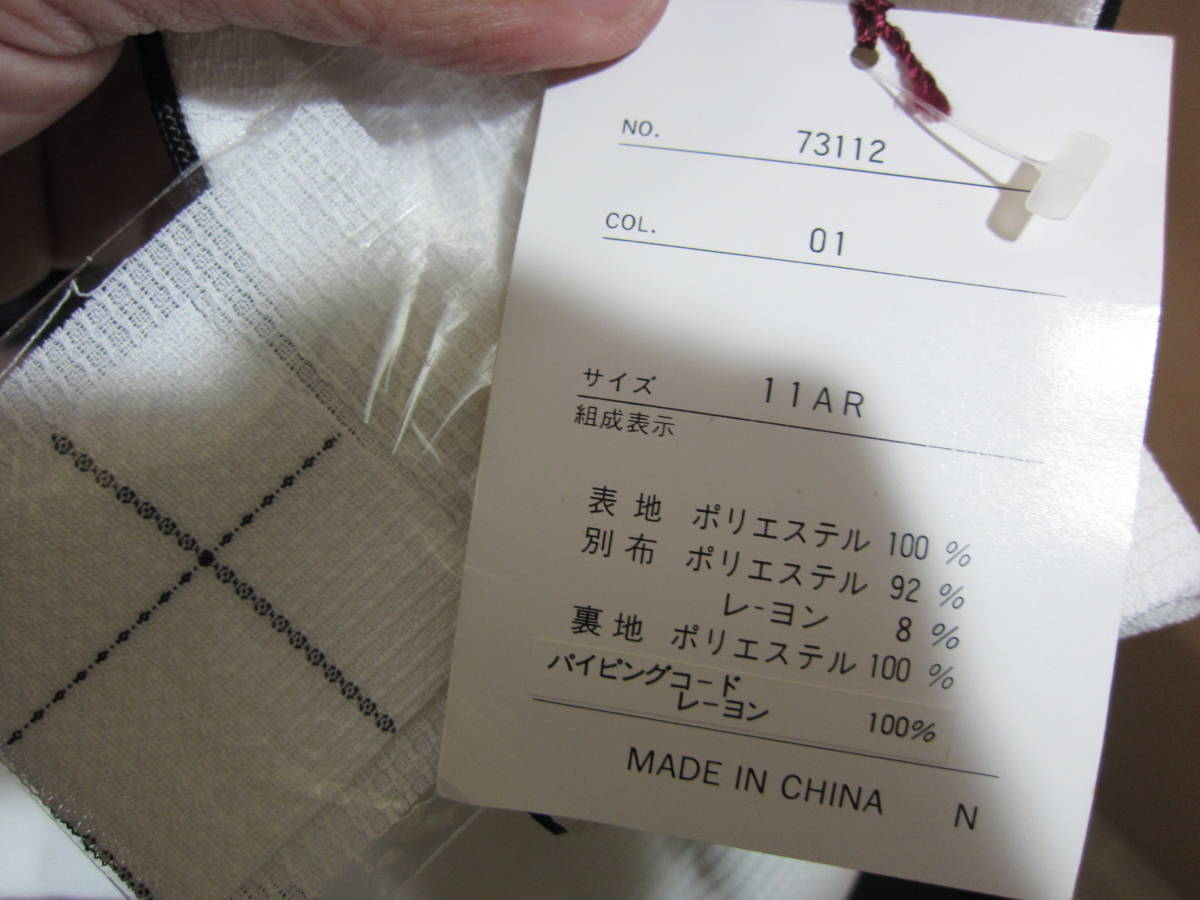 NO. 73112
COL. 01
サイズ 11AR
組成表示
表地 ポリエステル 100 %
別布 ポリエステル 92 %
レーヨン 8 %
裏地 ポリエステル 100 %
パイピングコード
レーヨン 100%
MADE IN CHINA N